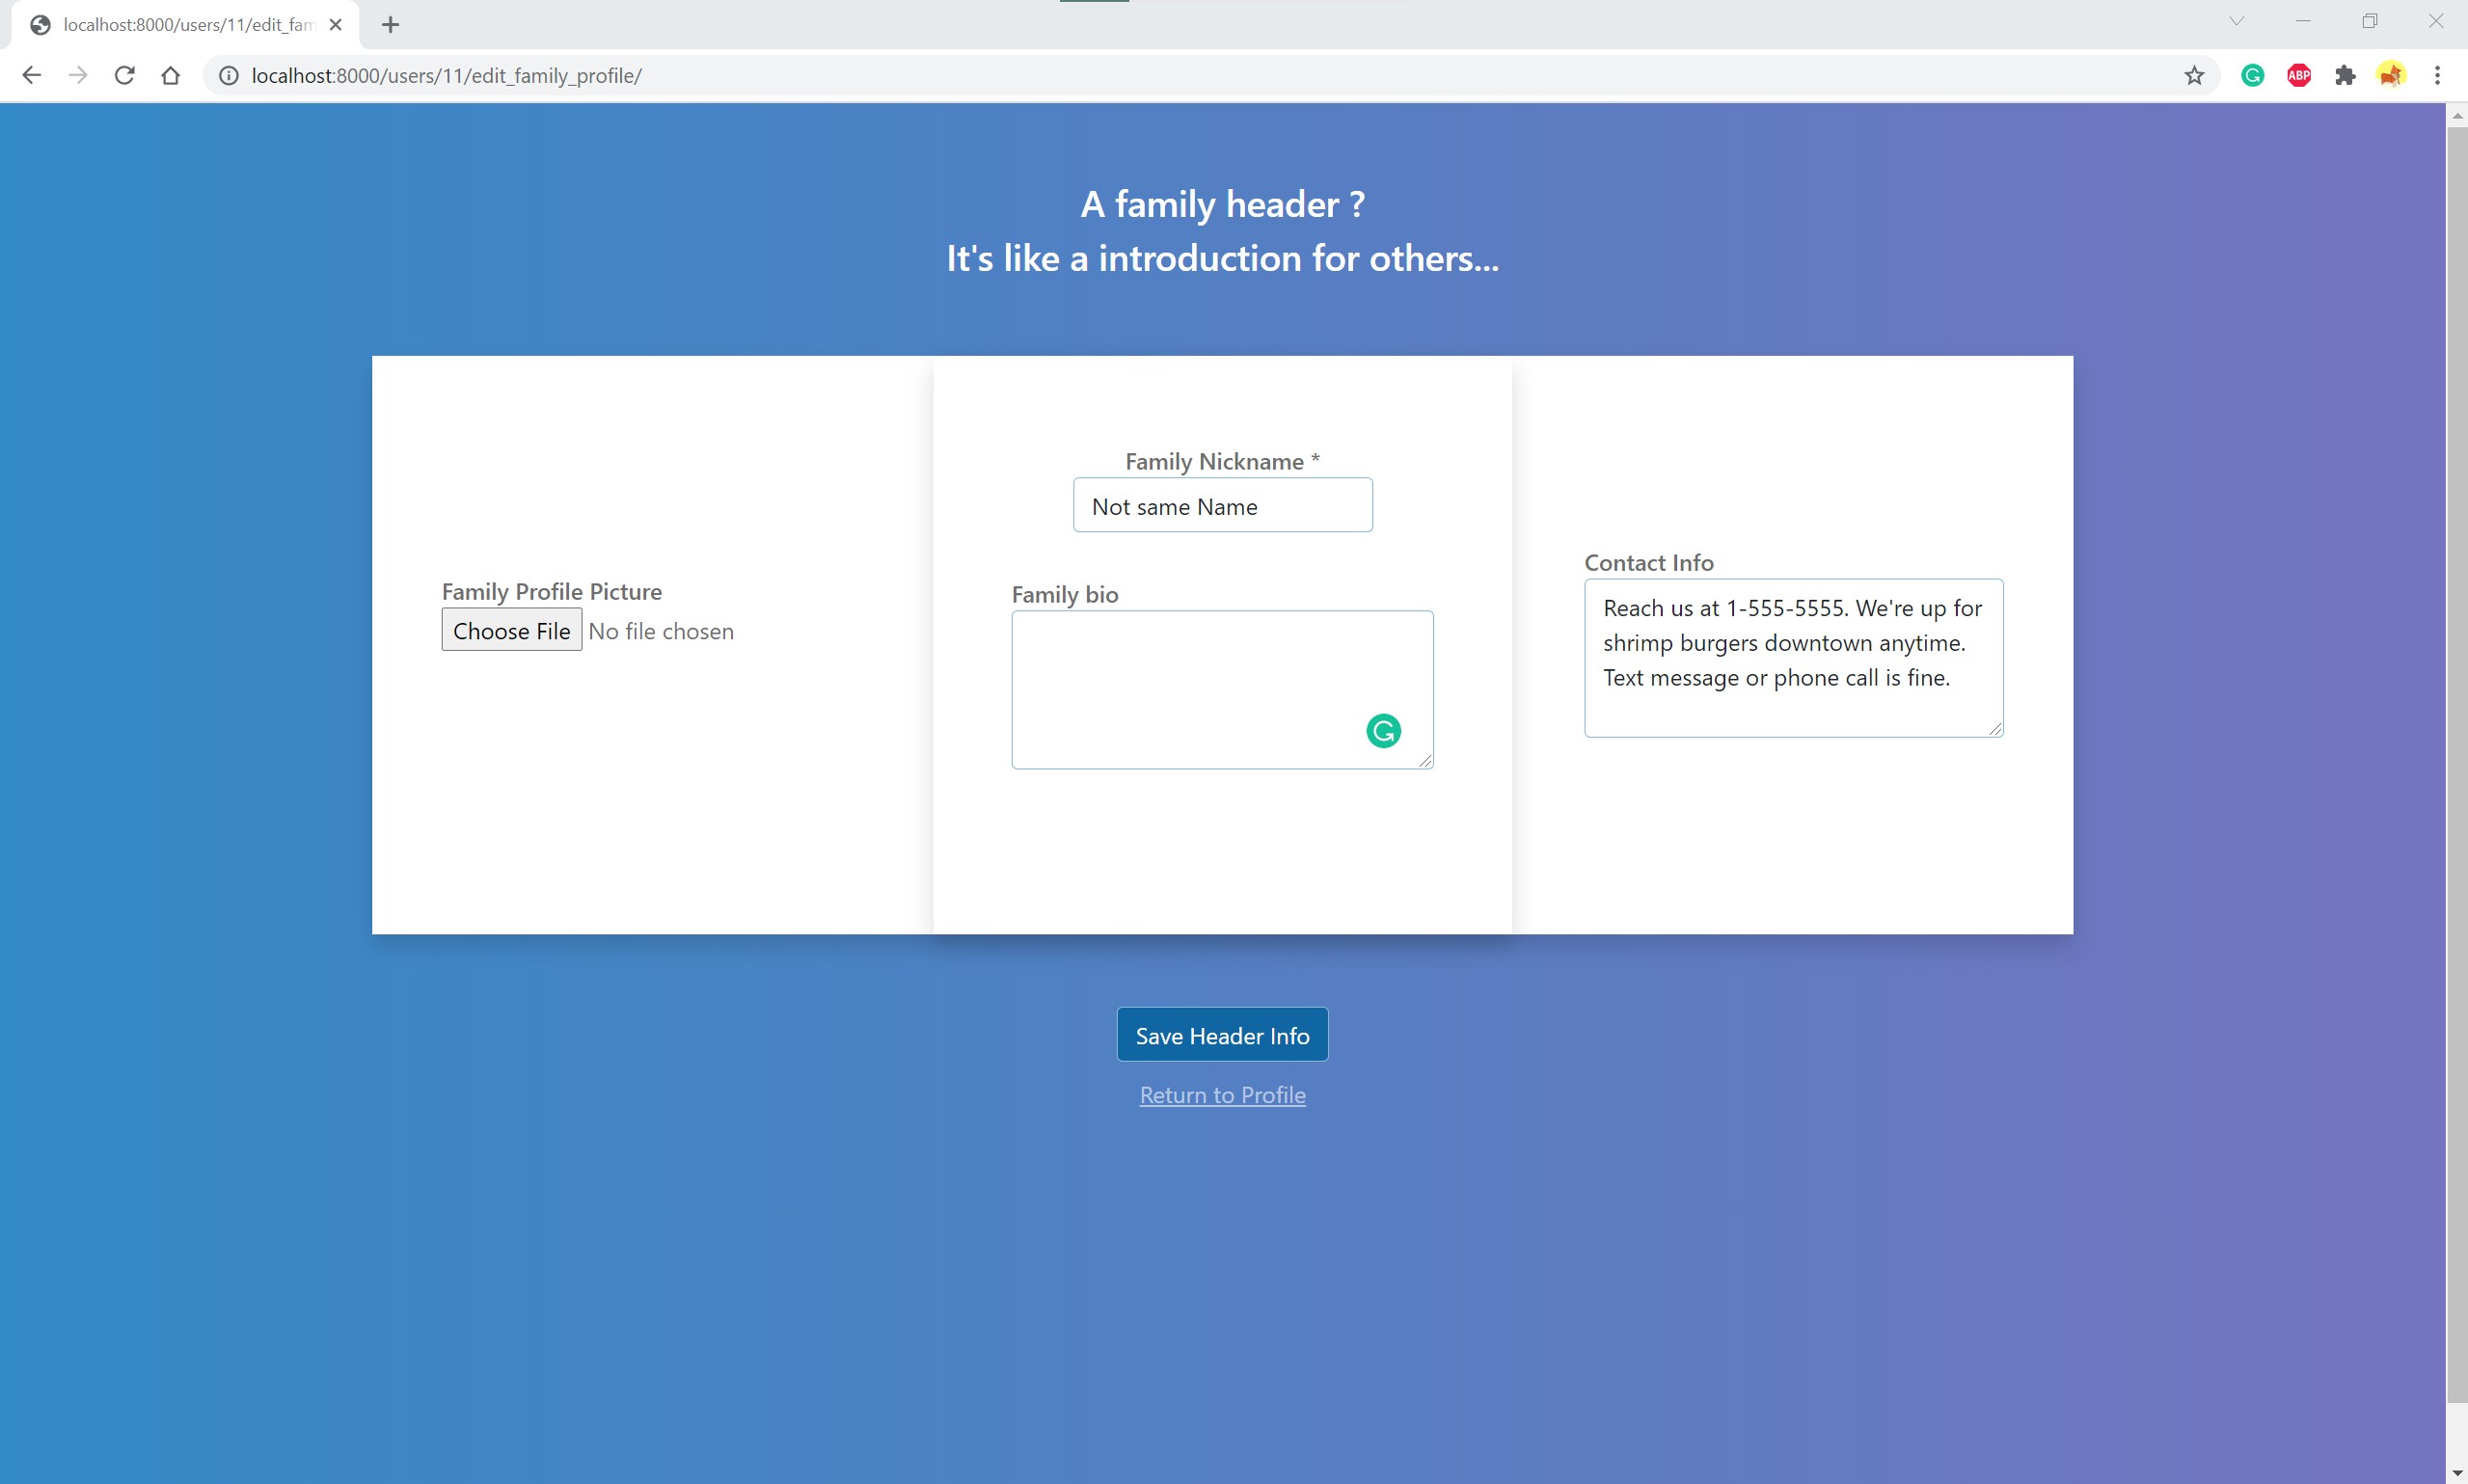 localhost:8000/users/11/edit_fam
localhost:8000/users/11/edit_family_profile/
ABP
A family header ?
It's like a introduction for others...
Family Profile Picture
Choose File No file chosen
Family Nickname *
Not same Name
Family bio
Contact Info
Reach us at 1-555-5555. We're up for
shrimp burgers downtown anytime.
Text message or phone call is fine.
Save Header Info
Return to Profile